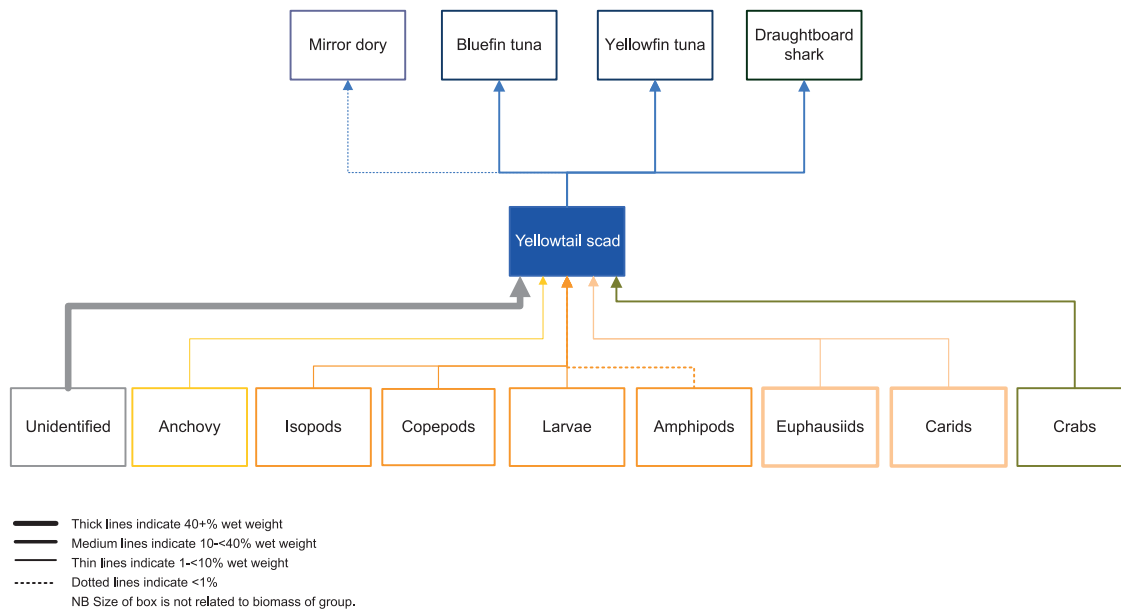 Mirror dory
Bluefin tuna
Yellowfin tuna
Draughtboard
shark
Yellowtail scad
Unidentified
Anchovy
Isopods
Copepods
Larvae
Amphipods
Euphausiids
Carids
Crabs
Thick lines indicate 40+% wet weight
Medium lines indicate 10-<40% wet weight
Thin lines indicate 1-<10% wet weight
Dotted lines indicate <1%
NB Size of box is not related to biomass of group.